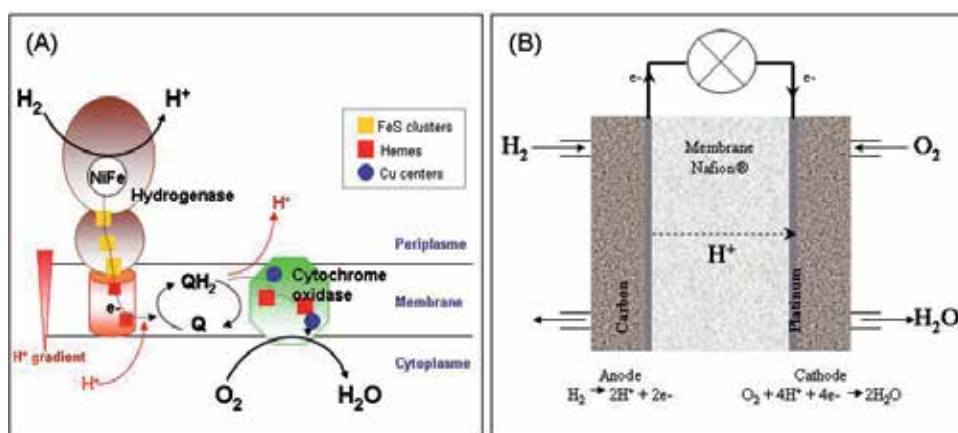 (A)
H₂
H⁺
FeS clusters
Hemes
Cu centers
NiFe
Hydrogenase
H⁺
Periplasme
QH₂
Cytochrome
oxidase
e-
Membrane
Q
H⁺ gradient
H⁺
Cytoplasme
O₂
H₂O
(B)
e-
e-
H₂
Membrane
Nafion®
O₂
H⁺
Carbon
Platinum
H₂O
Anode
H₂ → 2H⁺ + 2e-
Cathode
O₂ + 4H⁺ + 4e- → 2H₂O